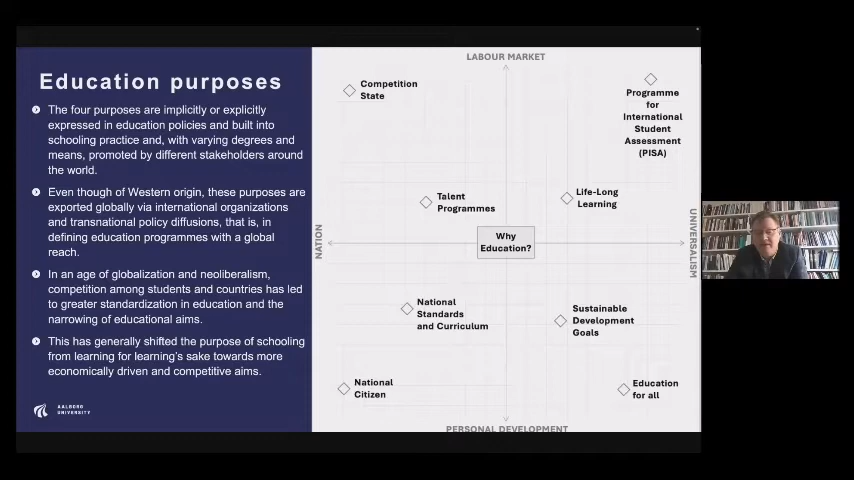 Education purposes
The four purposes are implicitly or explicitly
expressed in education policies and built into
schooling practice and, with varying degrees and
means, promoted by different stakeholders around
the world.
Even though of Western origin, these purposes are
exported globally via international organizations
and transnational policy diffusions, that is, in
defining education programmes with a global
reach.
In an age of globalization and neoliberalism,
competition among students and countries has led
to greater standardization in education and the
narrowing of educational aims.
This has generally shifted the purpose of schooling
from learning for learning's sake towards more
economically driven and competitive aims.
AALBORG
UNIVERSITY
LABOUR MARKET
Competition
State
Programme
for
International
Student
Assessment
(PISA)
Talent
Programmes
Life-Long
Learning
NATION
Why
Education?
UNIVERSALISM
National
Standards
and Curriculum
Sustainable
Development
Goals
National
Citizen
Education
for all
PERSONAL DEVELOPMENT